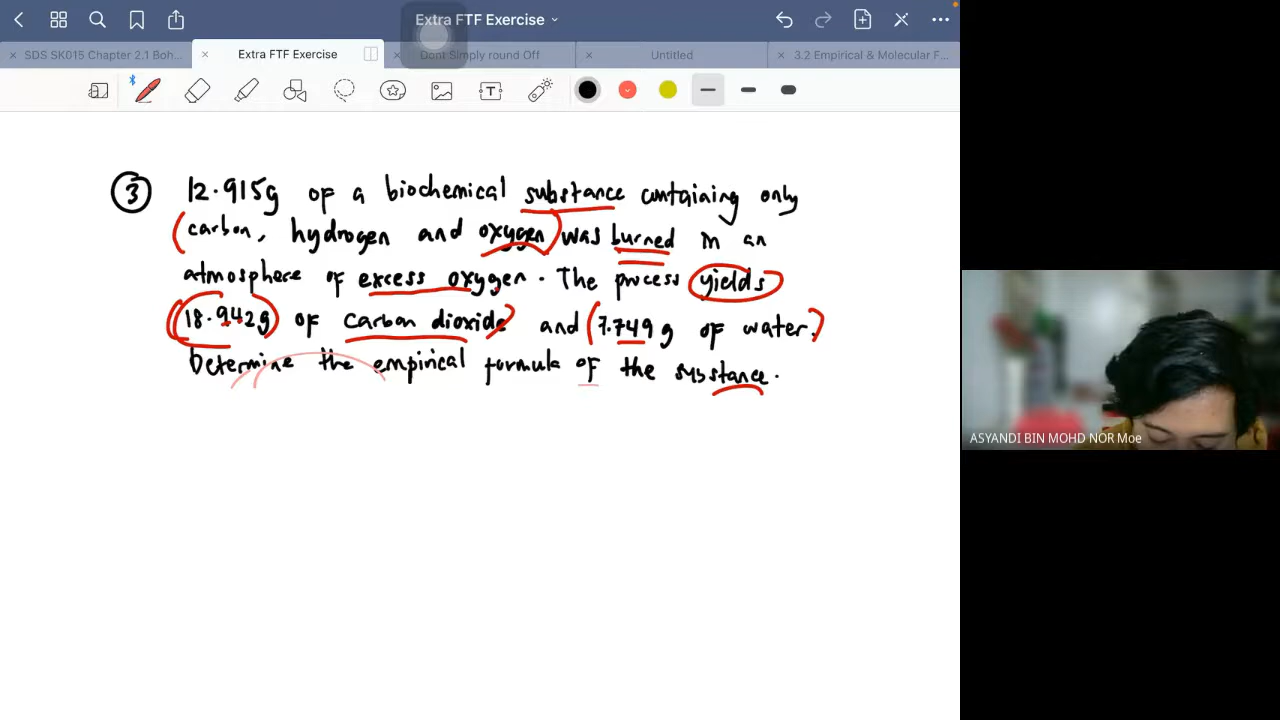 Extra FTF Exercise
SDS SK015 Chapter 2.1 Boh...
Extra FTF Exercise
Dont Simply round Off
Untitled
3.2 Empirical & Molecular F...
3 12.915g of a biochemical substance containing only
carbon, hydrogen and oxygen was burned in an
atmosphere of excess oxygen. The process yields
18.942g of carbon dioxide and 7.749g of water.
Determine the empirical formula of the substance.
ASYANDI BIN MOHD NOR Moe